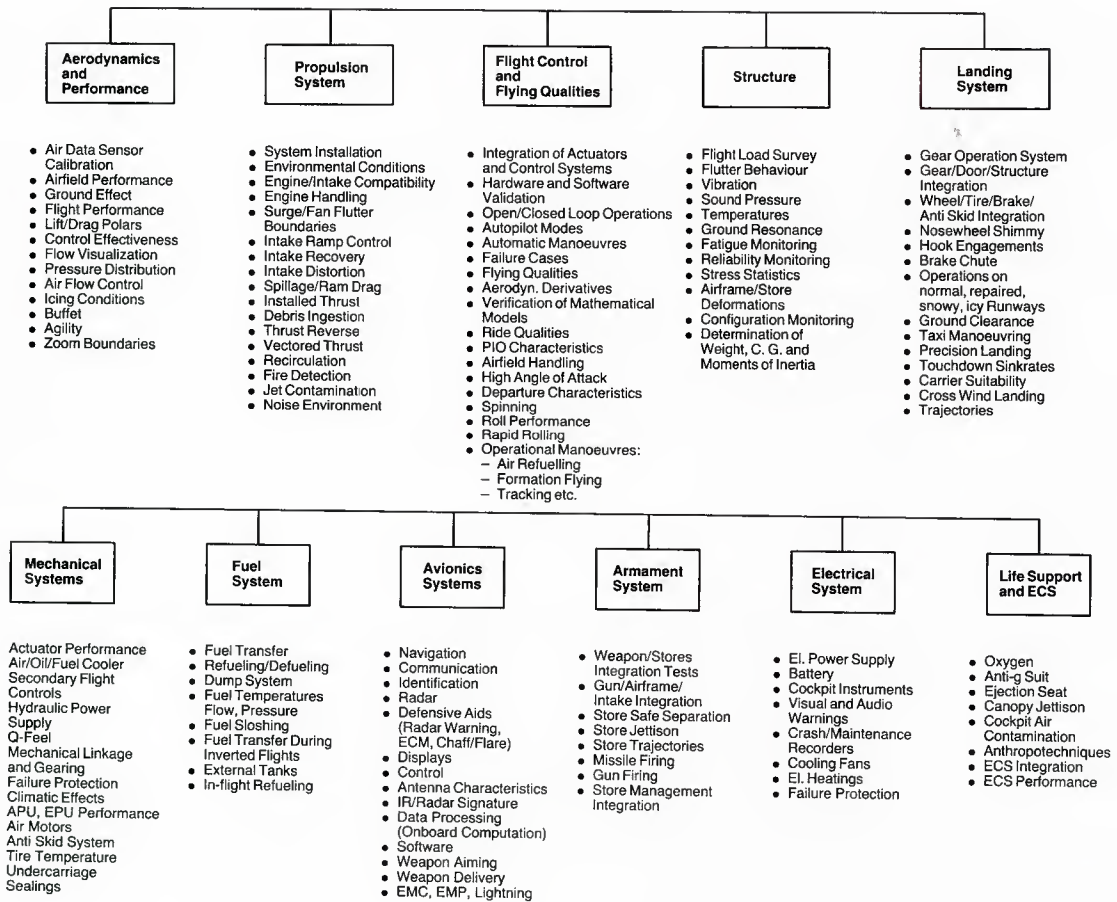 Aerodynamics
and
Performance
• Air Data Sensor
Calibration
• Airfield Performance
• Ground Effect
• Flight Performance
• Lift/Drag Polars
• Control Effectiveness
• Flow Visualization
• Pressure Distribution
• Air Flow Control
• Icing Conditions
• Buffet
• Agility
• Zoom Boundaries
Propulsion
System
• System Installation
• Environmental Conditions
• Engine/Intake Compatibility
• Engine Handling
• Surge/Fan Flutter
Boundaries
• Intake Ramp Control
• Intake Recovery
• Intake Distortion
• Spillage/Ram Drag
• Installed Thrust
• Debris Ingestion
• Thrust Reverse
• Vectored Thrust
• Recirculation
• Fire Detection
• Jet Contamination
• Noise Environment
Flight Control
and
Flying Qualities
• Integration of Actuators
and Control Systems
• Hardware and Software
Validation
• Open/Closed Loop Operations
• Autopilot Modes
• Automatic Manoeuvres
• Failure Cases
• Flying Qualities
• Aerodyn. Derivatives
• Verification of Mathematical
Models
• Ride Qualities
• PIO Characteristics
• Airfield Handling
• High Angle of Attack
• Departure Characteristics
• Spinning
• Roll Performance
• Rapid Rolling
• Operational Manoeuvres:
– Air Refuelling
– Formation Flying
– Tracking etc.
Structure
• Flight Load Survey
• Flutter Behaviour
• Vibration
• Sound Pressure
• Temperatures
• Ground Resonance
• Fatigue Monitoring
• Reliability Monitoring
• Stress Statistics
• Airframe/Store
Deformations
• Configuration Monitoring
• Determination of
Weight, C. G. and
Moments of Inertia
Landing
System
• Gear Operation System
• Gear/Door/Structure
Integration
• Wheel/Tire/Brake/
Anti Skid Integration
• Nosewheel Shimmy
• Hook Engagements
• Brake Chute
• Operations on
normal, repaired,
snowy, icy Runways
• Ground Clearance
• Taxi Manoeuvring
• Precision Landing
• Touchdown Sinkrates
• Carrier Suitability
• Cross Wind Landing
• Trajectories
Mechanical
Systems
Actuator Performance
Air/Oil/Fuel Cooler
Secondary Flight
Controls
Hydraulic Power
Supply
Q-Feel
Mechanical Linkage
and Gearing
Failure Protection
Climatic Effects
APU, EPU Performance
Air Motors
Anti Skid System
Tire Temperature
Undercarriage
Sealings
Fuel
System
• Fuel Transfer
• Refueling/Defueling
• Dump System
• Fuel Temperatures
Flow, Pressure
• Fuel Sloshing
• Fuel Transfer During
Inverted Flights
• External Tanks
• In-flight Refueling
Avionics
Systems
• Navigation
• Communication
• Identification
• Radar
• Defensive Aids
(Radar Warning,
ECM, Chaff/Flare)
• Displays
• Control
• Antenna Characteristics
• IR/Radar Signature
• Data Processing
(Onboard Computation)
• Software
• Weapon Aiming
• Weapon Delivery
• EMC, EMP, Lightning
Armament
System
• Weapon/Stores
Integration Tests
• Gun/Airframe/
Intake Integration
• Store Safe Separation
• Store Jettison
• Store Trajectories
• Missile Firing
• Gun Firing
• Store Management
Integration
Electrical
System
• El. Power Supply
• Battery
• Cockpit Instruments
• Visual and Audio
Warnings
• Crash/Maintenance
Recorders
• Cooling Fans
• El. Heatings
• Failure Protection
Life Support
and ECS
• Oxygen
• Anti-g Suit
• Ejection Seat
• Canopy Jettison
• Cockpit Air
Contamination
• Anthropotechniques
• ECS Integration
• ECS Performance